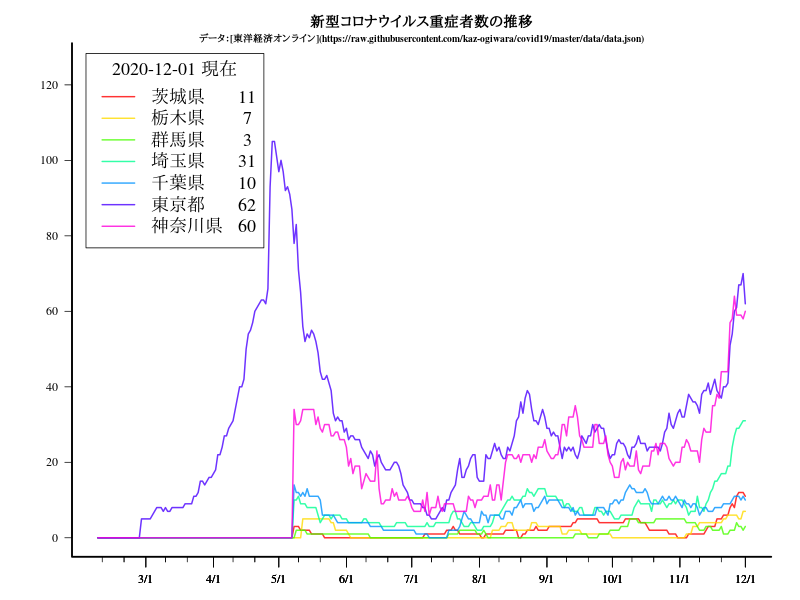 新型コロナウイルス重症者数の推移
データ:[東洋経済オンライン](https://raw.githubusercontent.com/kaz-ogiwara/covid19/master/data/data.json)
2020-12-01 現在
茨城県 11
栃木県 7
群馬県 3
埼玉県 31
千葉県 10
東京都 62
神奈川県 60
120
100
80
60
40
20
0
3/1 4/1 5/1 6/1 7/1 8/1 9/1 10/1 11/1 12/1